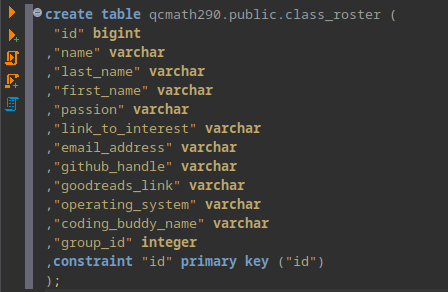 create table qcmath290.public.class_roster (
"id" bigint
,"name" varchar
,"last_name" varchar
,"first_name" varchar
,"passion" varchar
,"link_to_interest" varchar
,"email_address" varchar
,"github_handle" varchar
,"goodreads_link" varchar
,"operating_system" varchar
,"coding_buddy_name" varchar
,"group_id" integer
,constraint "id" primary key ("id")
);